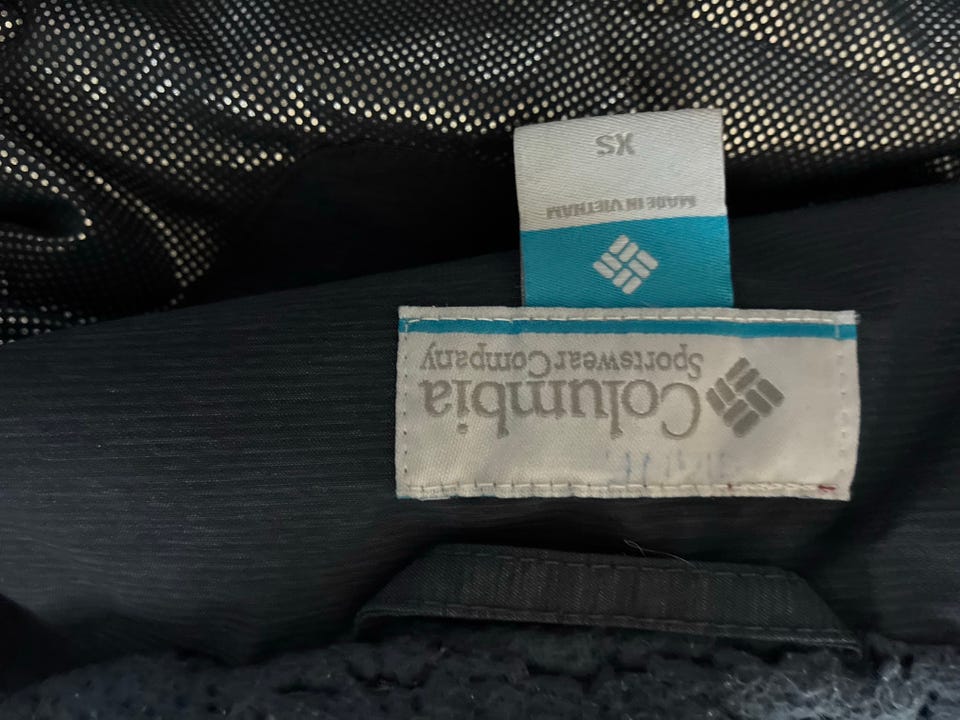 Columbia
Sportswear Company
MADE IN VIETNAM
XS